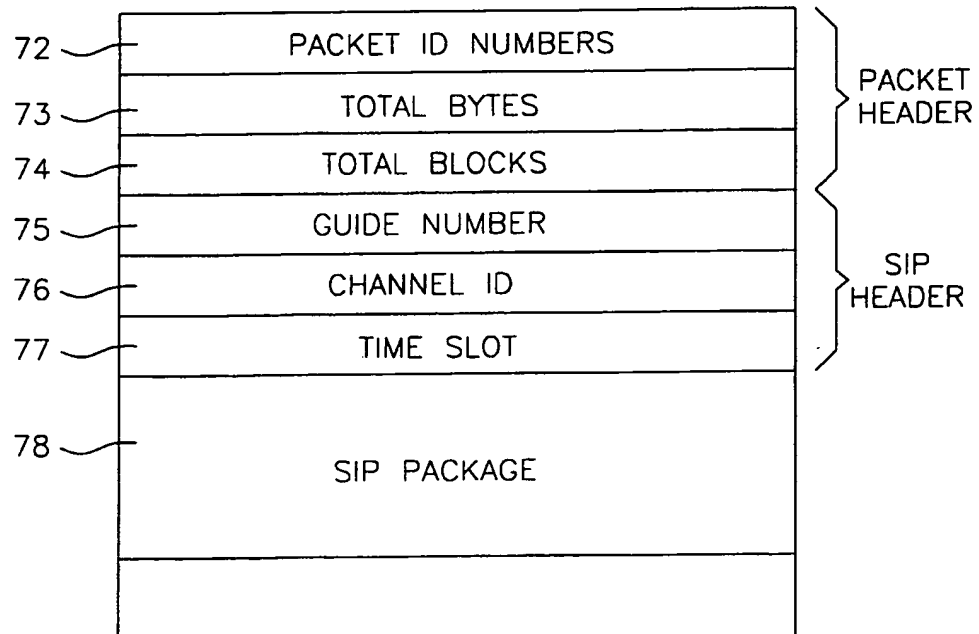 72
PACKET ID NUMBERS
73
TOTAL BYTES
74
TOTAL BLOCKS
PACKET
HEADER
75
GUIDE NUMBER
76
CHANNEL ID
77
TIME SLOT
SIP
HEADER
78
SIP PACKAGE